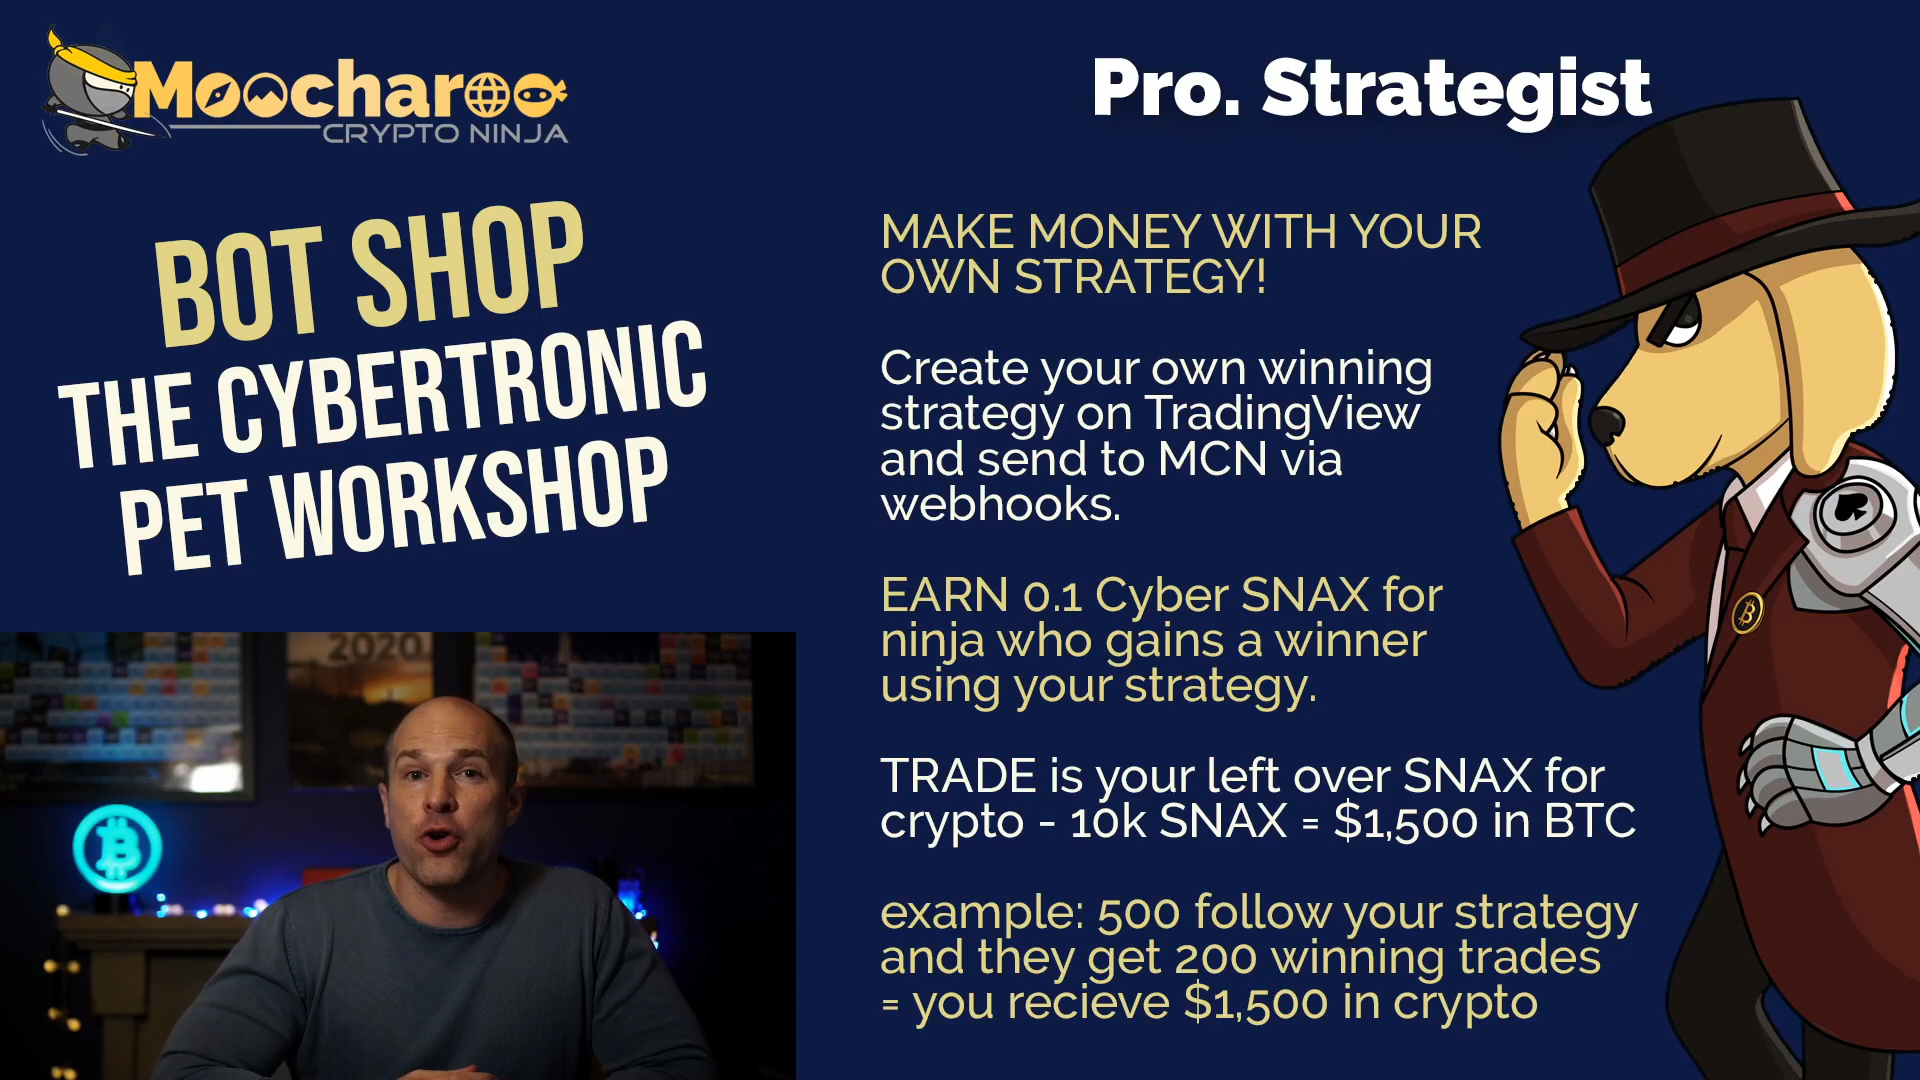 Moocharoo
CRYPTO NINJA
Pro. Strategist
BOT SHOP
THE CYBERTRONIC
PET WORKSHOP
MAKE MONEY WITH YOUR
OWN STRATEGY!
Create your own winning
strategy on TradingView
and send to MCN via
webhooks.
EARN 0.1 Cyber SNAX for
ninja who gains a winner
using your strategy.
TRADE is your left over SNAX for
crypto - 10k SNAX = $1,500 in BTC
example: 500 follow your strategy
and they get 200 winning trades
= you recieve $1,500 in crypto
2020